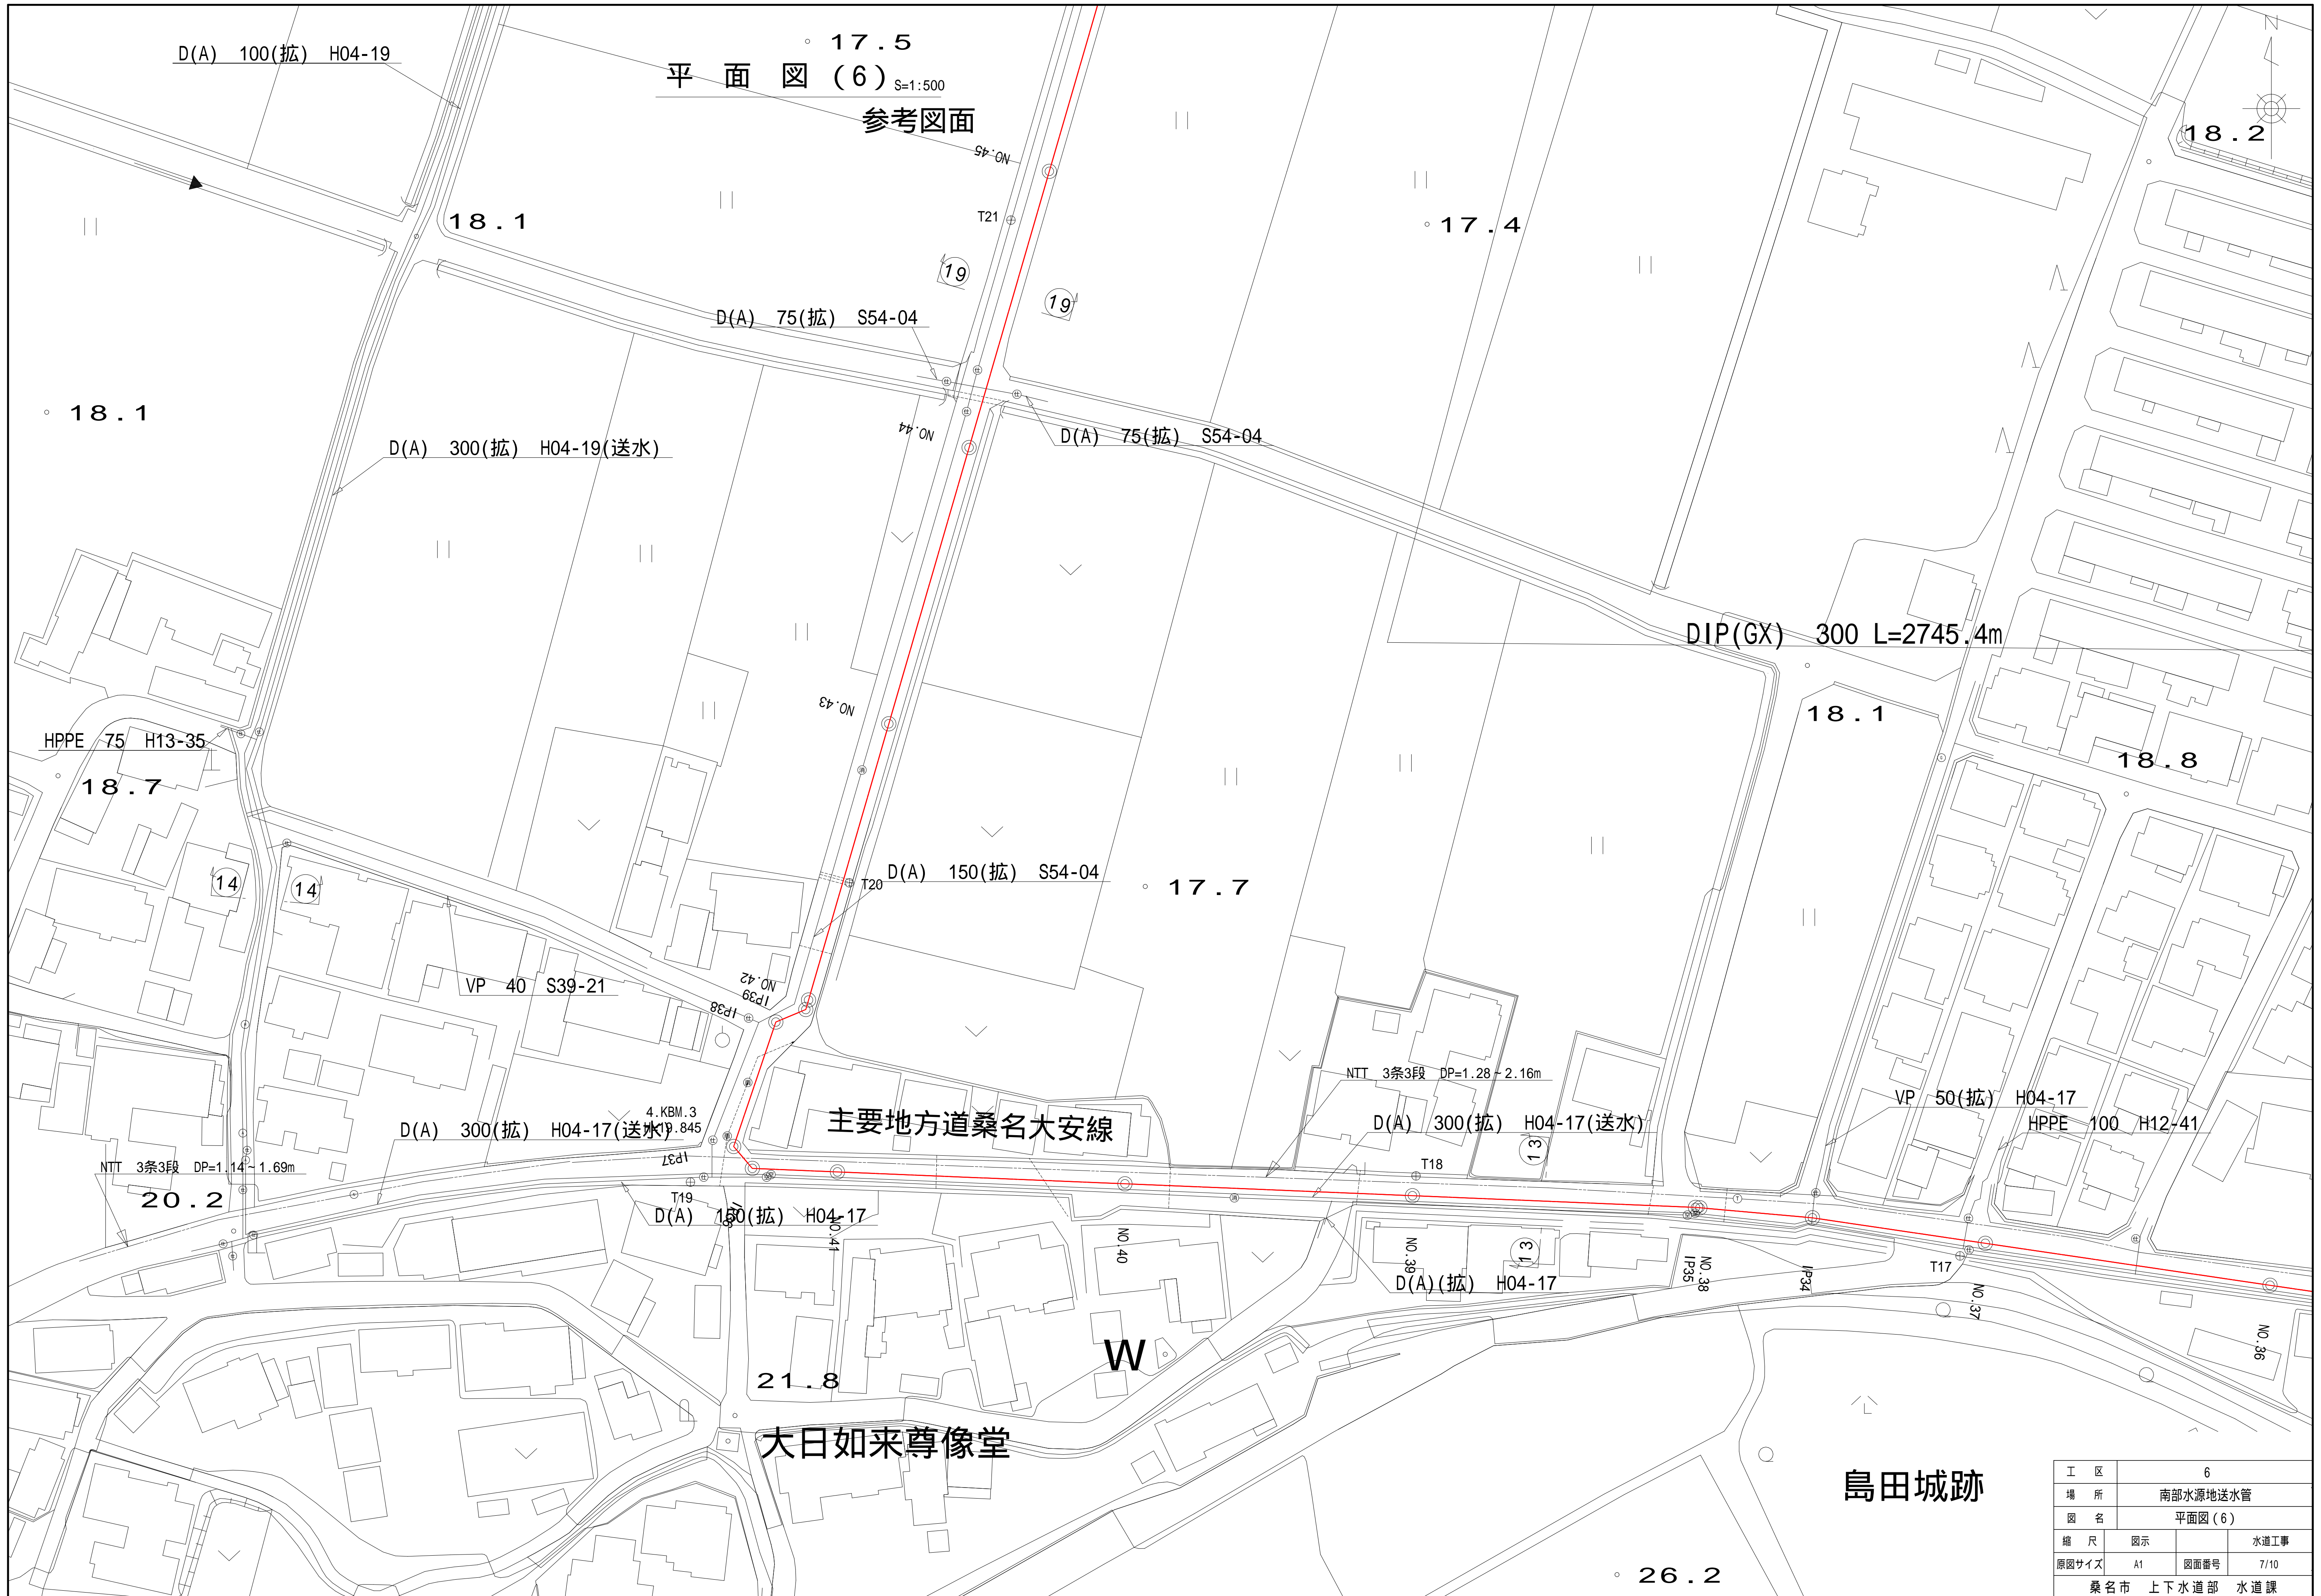 D(A) 100(拡) H04-19
17.5
平 面 図 (6) S=1:500
参考図面
N
18.2
NO.45
T21
18.1
17.4
19
19
D(A) 75(拡) S54-04
18.1
NO.44
D(A) 75(拡) S54-04
D(A) 300(拡) H04-19(送水)
DIP(GX) 300 L=2745.4m
NO.43
18.1
HPPE 75 H13-35
18.8
18.7
14
14
T20
D(A) 150(拡) S54-04
17.7
VP 40 S39-21
NO.42
IP39
IP38
NTT 3条3段 DP=1.28~2.16m
VP 50(拡) H04-17
4.KBM.3
H=19.845
主要地方道桑名大安線
D(A) 300(拡) H04-17(送水)
D(A) 300(拡) H04-17(送水)
HPPE 100 H12-41
13
IP37
NTT 3条3段 DP=1.14~1.69m
T18
20.2
T19
D(A) 150(拡) H04-17
NO.41
NO.40
NO.39
13
IP35
NO.38
IP34
T17
NO.37
D(A)(拡) H04-17
NO.36
W
21.8
大日如来尊像堂
島田城跡
26.2
工 区 6
場 所 南部水源地送水管
図 名 平面図(6)
縮 尺 図示 水道工事
原図サイズ A1 図面番号 7/10
桑名市 上下水道部 水道課